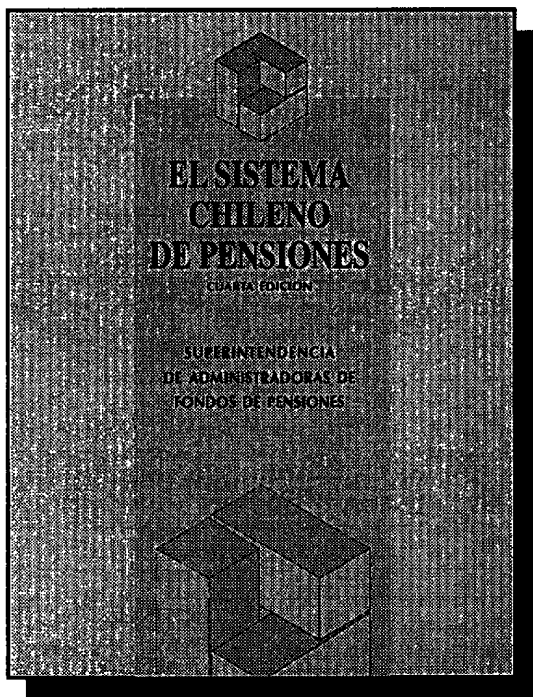 EL SISTEMA
CHILENO
DE PENSIONES
CUARTA EDICION
SUPERINTENDENCIA
DE ADMINISTRADORAS DE
FONDOS DE PENSIONES